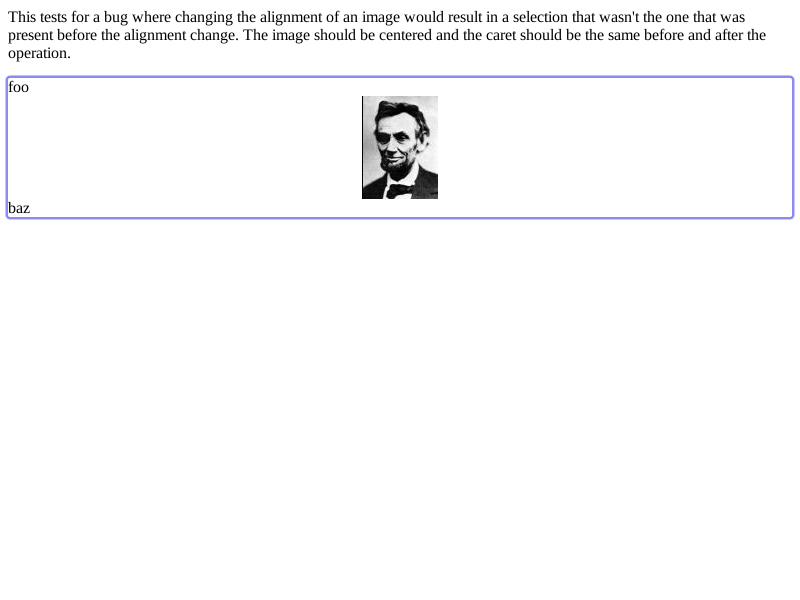 This tests for a bug where changing the alignment of an image would result in a selection that wasn't the one that was
present before the alignment change. The image should be centered and the caret should be the same before and after the
operation.
foo
baz